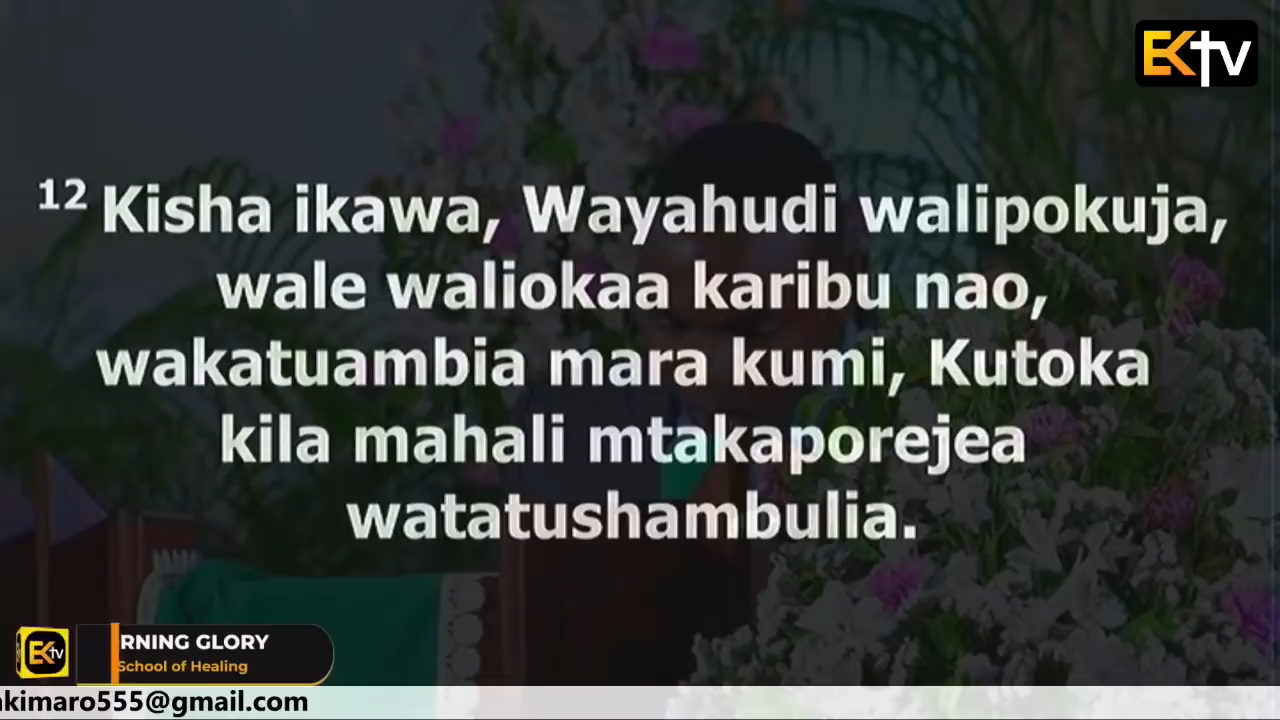 EKTV
12 Kisha ikawa, Wayahudi walipokuja,
wale waliokaa karibu nao,
wakatuambia mara kumi, Kutoka
kila mahali mtakaporejea
watatushambulia.
EKTV
RNING GLORY
School of Healing
kimaro555@gmail.com